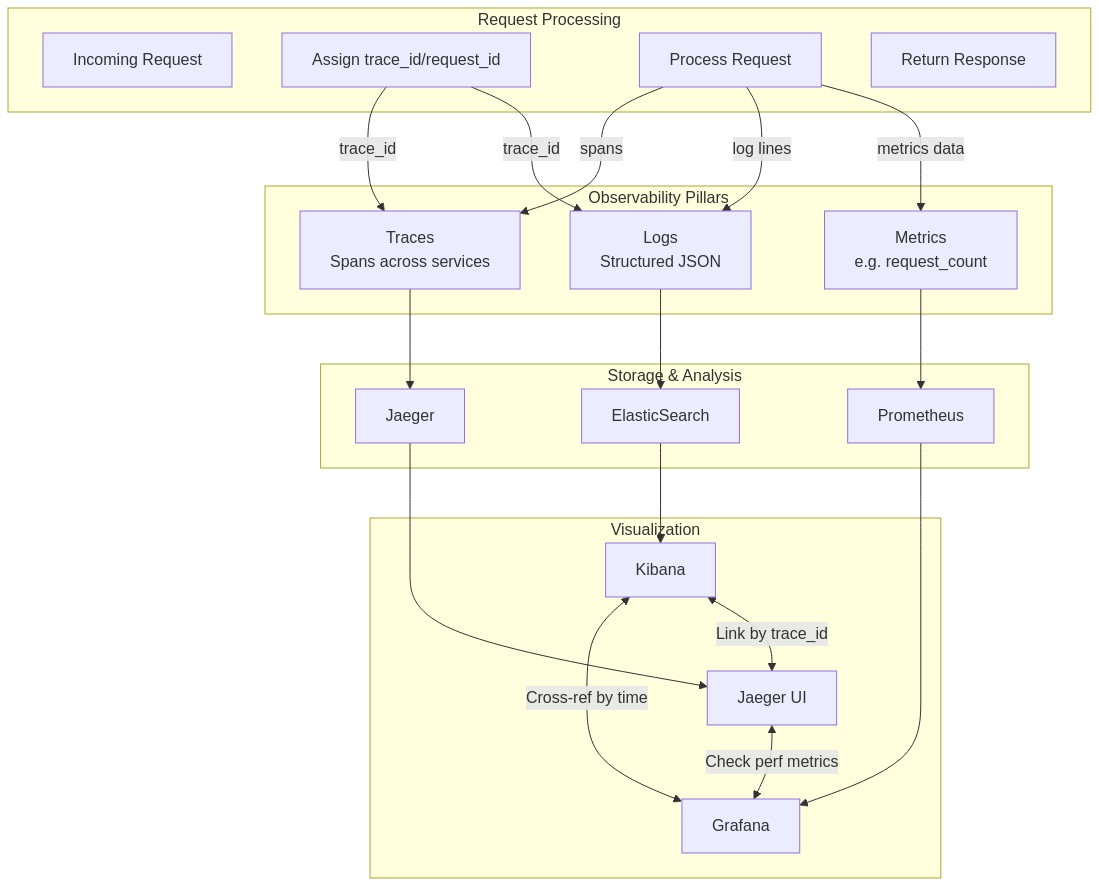 Request Processing
Incoming Request
Assign trace_id/request_id
Process Request
Return Response
trace_id
trace_id
spans
log lines
metrics data
Observability Pillars
Traces
Spans across services
Logs
Structured JSON
Metrics
e.g. request_count
Storage & Analysis
Jaeger
ElasticSearch
Prometheus
Visualization
Kibana
Link by trace_id
Cross-ref by time
Jaeger UI
Check perf metrics
Grafana